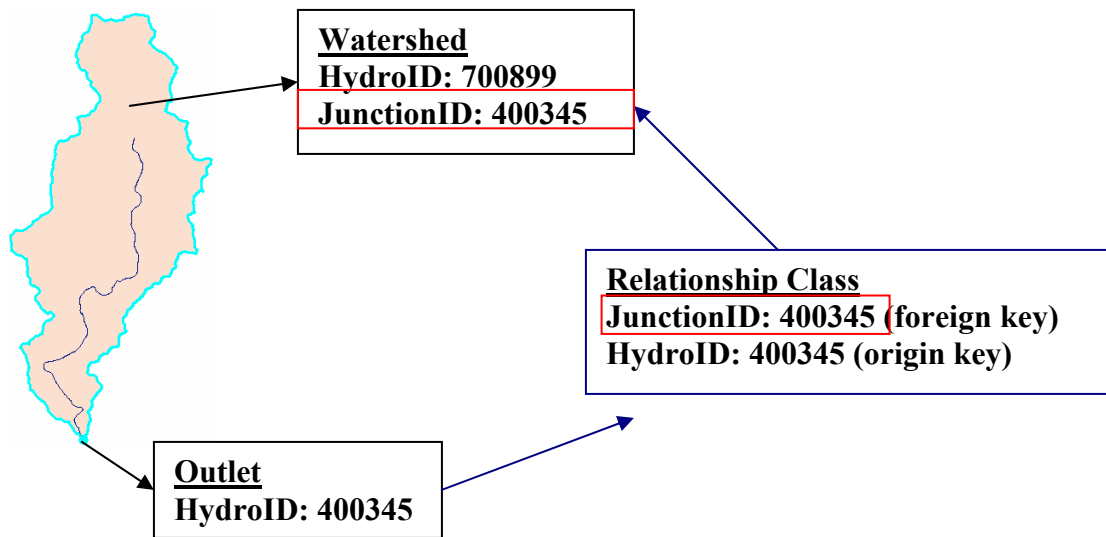 Watershed
HydroID: 700899
JunctionID: 400345
Relationship Class
JunctionID: 400345 (foreign key)
HydroID: 400345 (origin key)
Outlet
HydroID: 400345